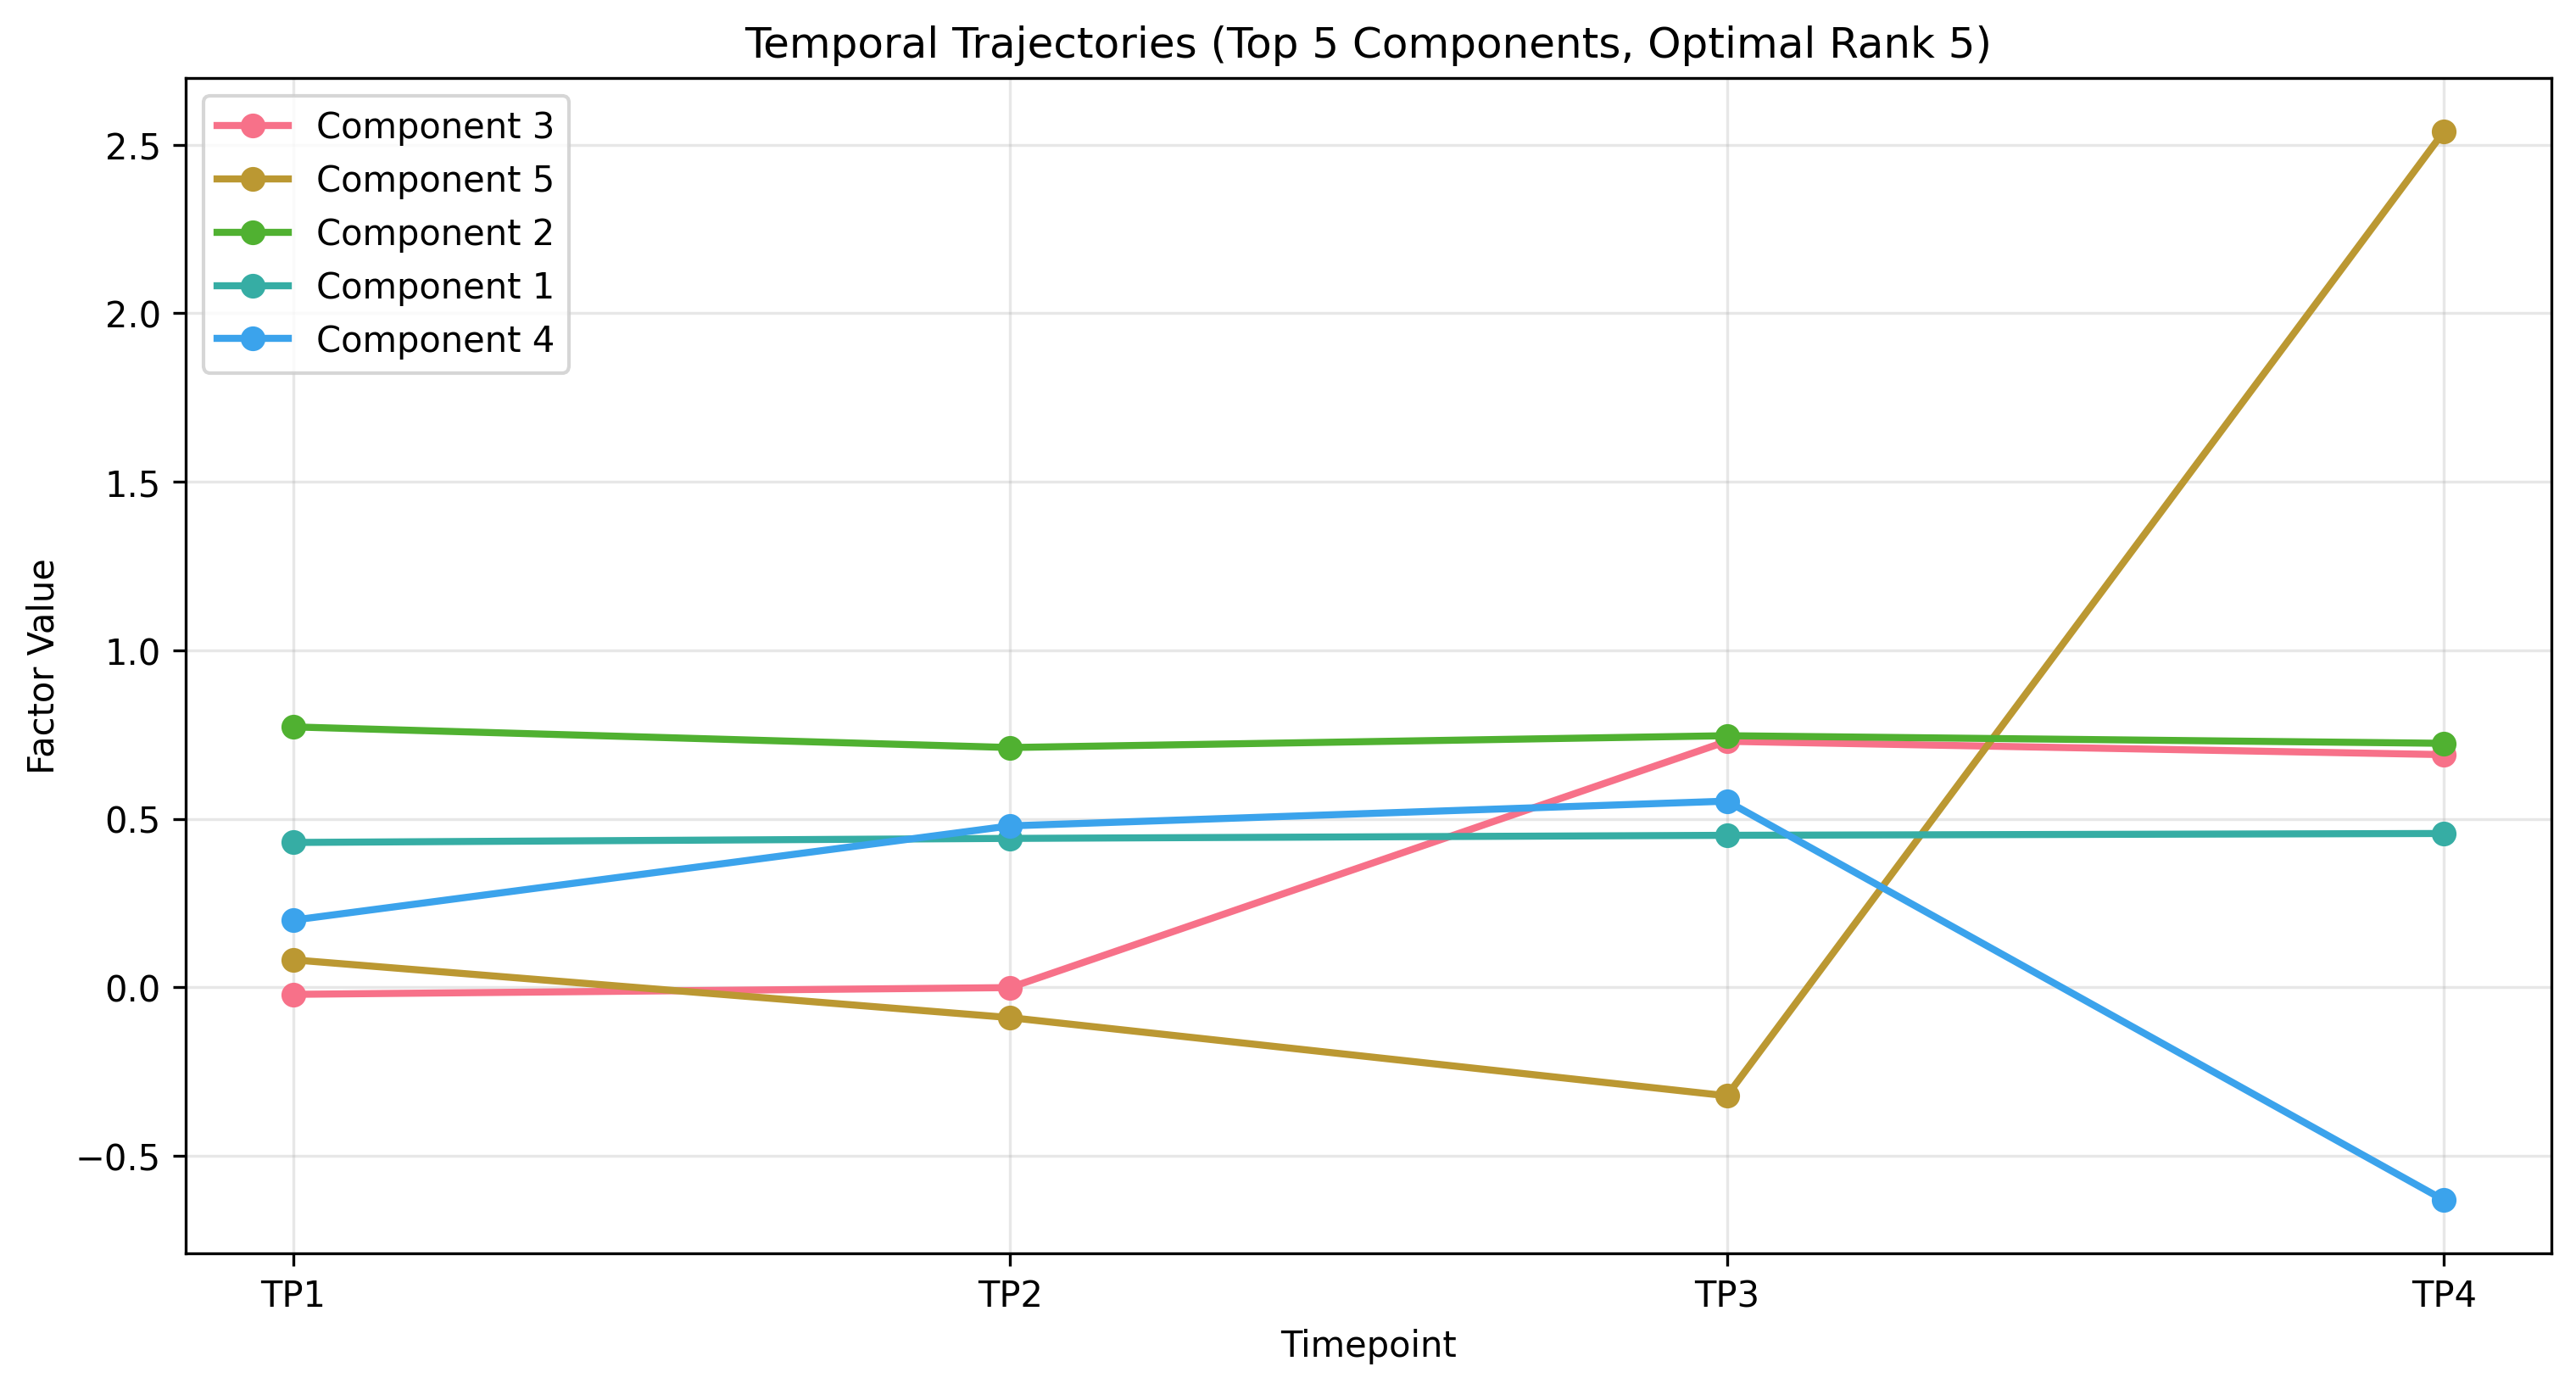 Temporal Trajectories (Top 5 Components, Optimal Rank 5)
Component 3
Component 5
Component 2
Component 1
Component 4
2.5
2.0
1.5
1.0
0.5
0.0
−0.5
Factor Value
TP1 TP2 TP3 TP4
Timepoint